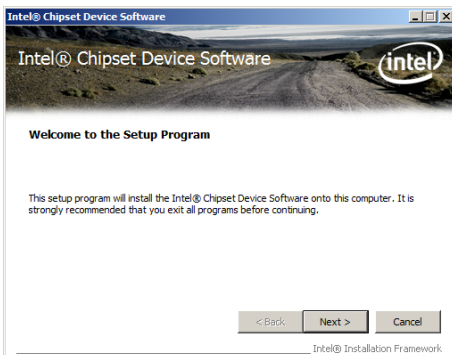 Intel® Chipset Device Software
Intel® Chipset Device Software
intel
Welcome to the Setup Program
This setup program will install the Intel® Chipset Device Software onto this computer. It is
strongly recommended that you exit all programs before continuing.
< Back Next > Cancel
Intel® Installation Framework